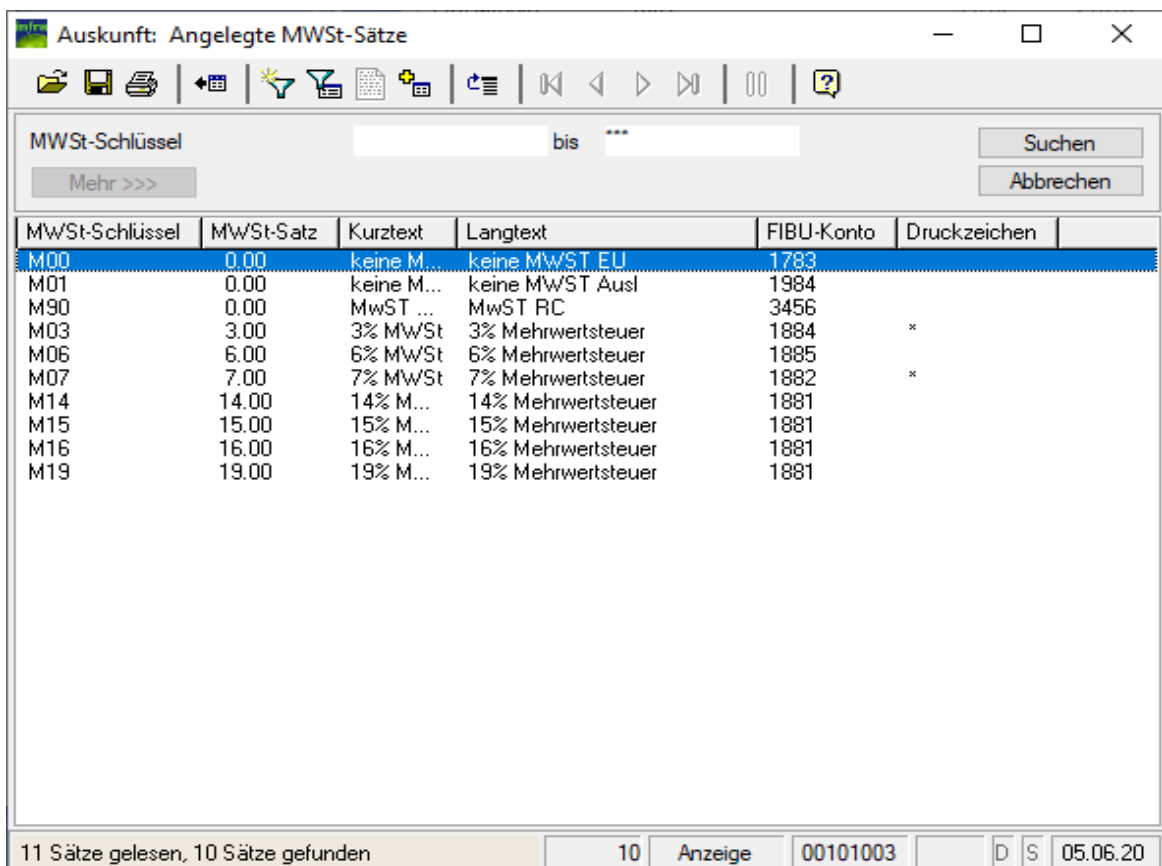 Auskunft: Angelegte MWSt-Sätze
MWSt-Schlüssel bis *** Suchen
Mehr >>> Abbrechen
MWSt-Schlüssel MWSt-Satz Kurztext Langtext FIBU-Konto Druckzeichen
M00 0.00 keine M... keine MWST EU 1783
M01 0.00 keine M... keine MWST Ausl 1984
M90 0.00 MwST ... MwST RC 3456
M03 3.00 3% MWSt 3% Mehrwertsteuer 1884 *
M06 6.00 6% MWSt 6% Mehrwertsteuer 1885
M07 7.00 7% MWSt 7% Mehrwertsteuer 1882 *
M14 14.00 14% M... 14% Mehrwertsteuer 1881
M15 15.00 15% M... 15% Mehrwertsteuer 1881
M16 16.00 16% M... 16% Mehrwertsteuer 1881
M19 19.00 19% M... 19% Mehrwertsteuer 1881
11 Sätze gelesen, 10 Sätze gefunden 10 Anzeige 00101003 D S 05.06.20